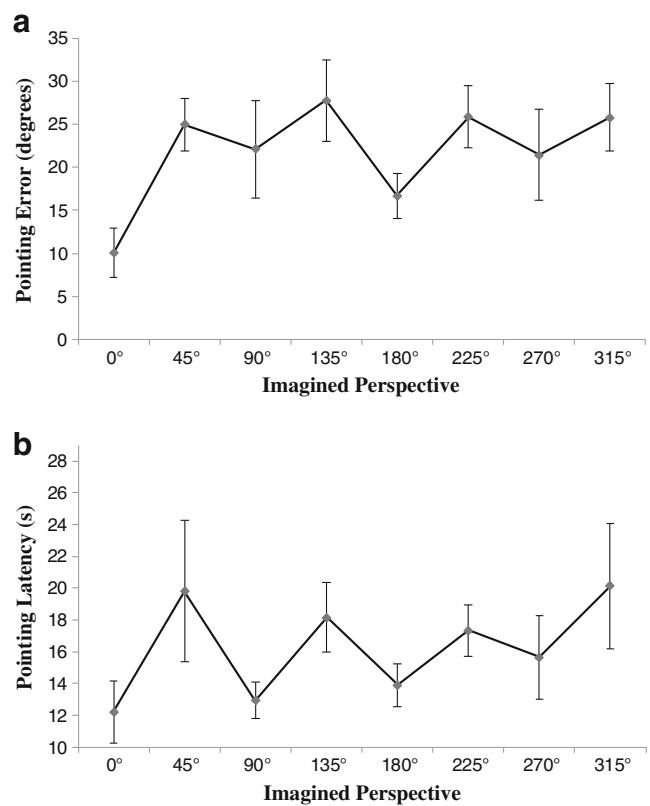 a
35
30
25
20
15
10
5
0
Pointing Error (degrees)
0° 45° 90° 135° 180° 225° 270° 315°
Imagined Perspective
b
28
26
24
22
20
18
16
14
12
10
Pointing Latency (s)
0° 45° 90° 135° 180° 225° 270° 315°
Imagined Perspective